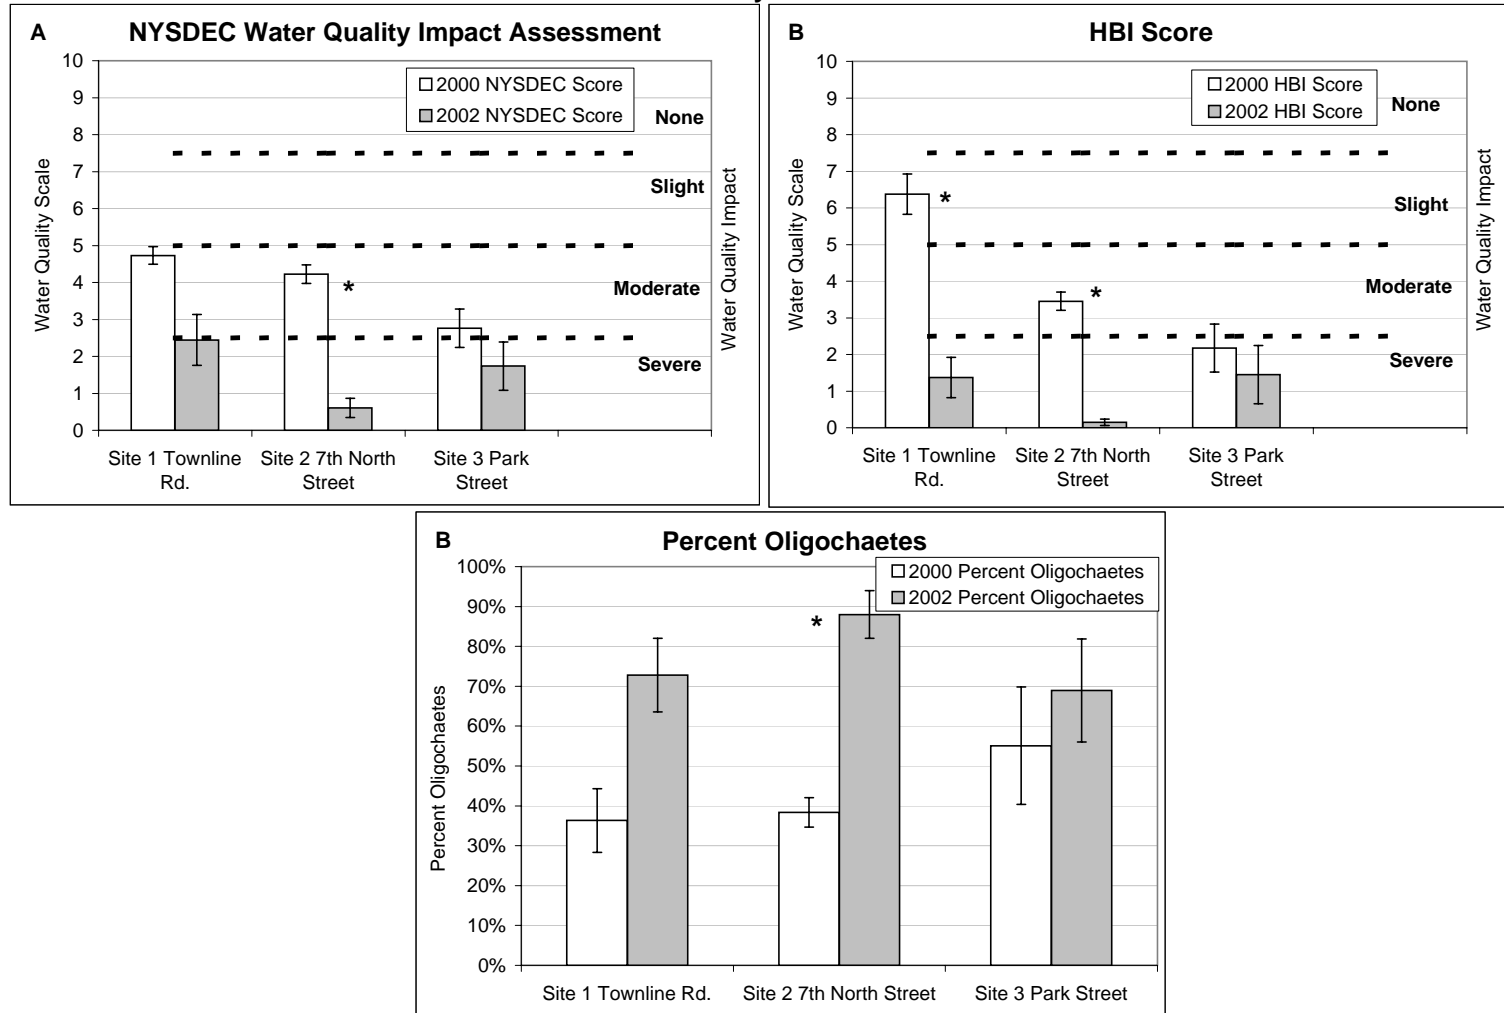 A
NYSDEC Water Quality Impact Assessment
10
9
8
7
6
5
4
3
2
1
0
Water Quality Scale
2000 NYSDEC Score
2002 NYSDEC Score
None
Slight
Moderate
Severe
*
Water Quality Impact
Site 1 Townline
Rd.
Site 2 7th North
Street
Site 3 Park
Street
B
HBI Score
10
9
8
7
6
5
4
3
2
1
0
Water Quality Scale
2000 HBI Score
2002 HBI Score
None
Slight
Moderate
Severe
*
*
Water Quality Impact
Site 1 Townline
Rd.
Site 2 7th North
Street
Site 3 Park
Street
B
Percent Oligochaetes
100%
90%
80%
70%
60%
50%
40%
30%
20%
10%
0%
Percent Oligochaetes
2000 Percent Oligochaetes
2002 Percent Oligochaetes
*
Site 1 Townline Rd.
Site 2 7th North Street
Site 3 Park Street